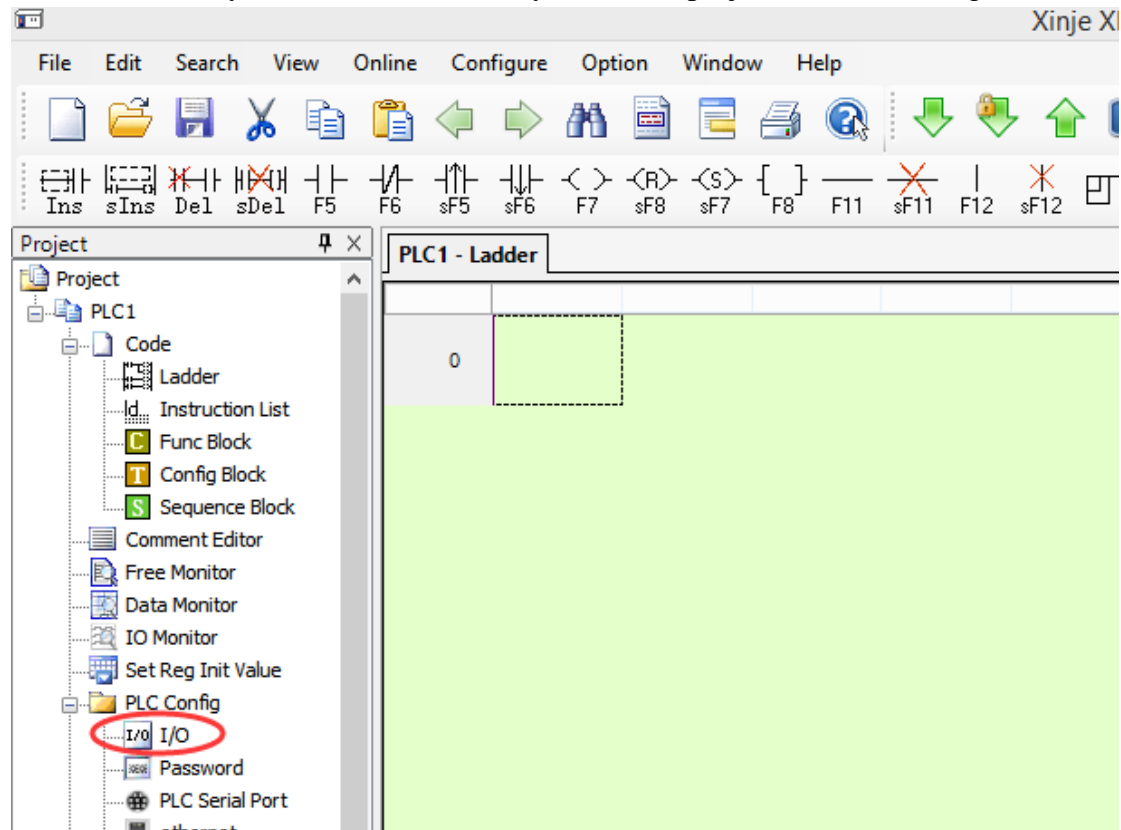 Xinje X
File Edit Search View Online Configure Option Window Help
Ins sIns Del sDel F5 F6 sF5 sF6 F7 sF8 sF7 F8 F11 sF11 F12 sF12
Project
PLC1 - Ladder
Project
PLC1
Code
0
Ladder
Instruction List
Func Block
Config Block
Sequence Block
Comment Editor
Free Monitor
Data Monitor
IO Monitor
Set Reg Init Value
PLC Config
I/O
Password
PLC Serial Port